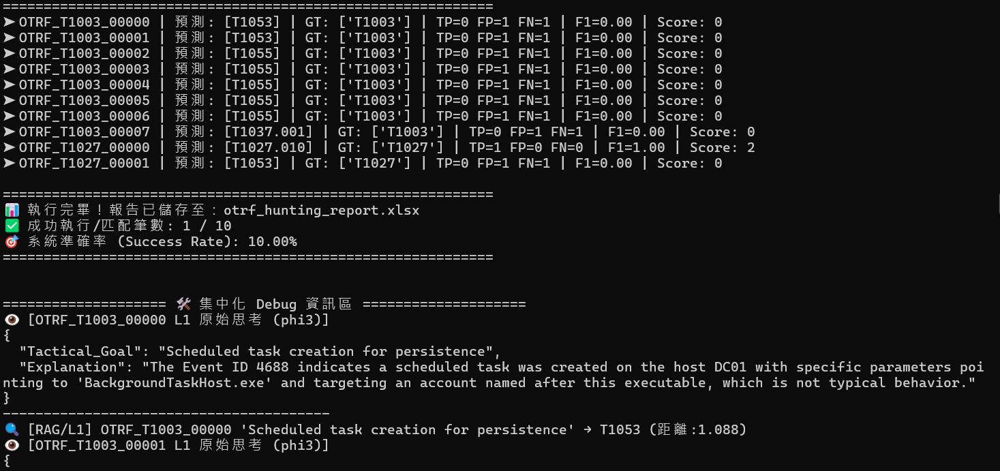 ============================================================
➤ OTRF_T1003_00000 | 預測: [T1053] | GT: ['T1003'] | TP=0 FP=1 FN=1 | F1=0.00 | Score: 0
➤ OTRF_T1003_00001 | 預測: [T1053] | GT: ['T1003'] | TP=0 FP=1 FN=1 | F1=0.00 | Score: 0
➤ OTRF_T1003_00002 | 預測: [T1055] | GT: ['T1003'] | TP=0 FP=1 FN=1 | F1=0.00 | Score: 0
➤ OTRF_T1003_00003 | 預測: [T1055] | GT: ['T1003'] | TP=0 FP=1 FN=1 | F1=0.00 | Score: 0
➤ OTRF_T1003_00004 | 預測: [T1055] | GT: ['T1003'] | TP=0 FP=1 FN=1 | F1=0.00 | Score: 0
➤ OTRF_T1003_00005 | 預測: [T1055] | GT: ['T1003'] | TP=0 FP=1 FN=1 | F1=0.00 | Score: 0
➤ OTRF_T1003_00006 | 預測: [T1055] | GT: ['T1003'] | TP=0 FP=1 FN=1 | F1=0.00 | Score: 0
➤ OTRF_T1003_00007 | 預測: [T1037.001] | GT: ['T1003'] | TP=0 FP=1 FN=1 | F1=0.00 | Score: 0
➤ OTRF_T1027_00000 | 預測: [T1027.010] | GT: ['T1027'] | TP=1 FP=0 FN=0 | F1=1.00 | Score: 2
➤ OTRF_T1027_00001 | 預測: [T1053] | GT: ['T1027'] | TP=0 FP=1 FN=1 | F1=0.00 | Score: 0
============================================================
📊 執行完畢！報告已儲存至：otrf_hunting_report.xlsx
✅ 成功執行/匹配筆數: 1 / 10
🎯 系統準確率 (Success Rate): 10.00%
============================================================
==================== 🛠️ 集中化 Debug 資訊區 ====================
👁️ [OTRF_T1003_00000 L1 原始思考 (phi3)]
{
  "Tactical_Goal": "Scheduled task creation for persistence",
  "Explanation": "The Event ID 4688 indicates a scheduled task was created on the host DC01 with specific parameters poi
nting to 'BackgroundTaskHost.exe' and targeting an account named after this executable, which is not typical behavior."
}
----------------------------------------
🔍 [RAG/L1] OTRF_T1003_00000 'Scheduled task creation for persistence' → T1053 (距離:1.088)
👁️ [OTRF_T1003_00001 L1 原始思考 (phi3)]
{